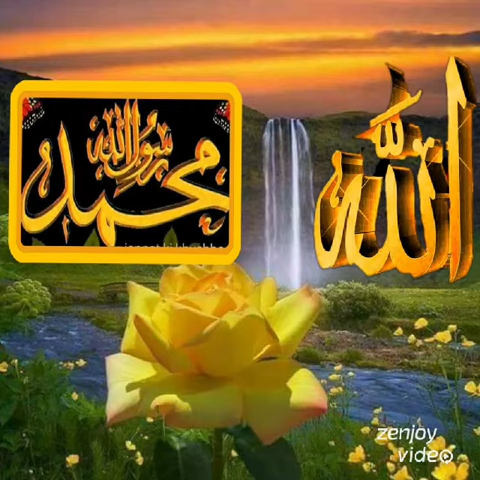 محمد رسول الله
الله
zenjoy
video